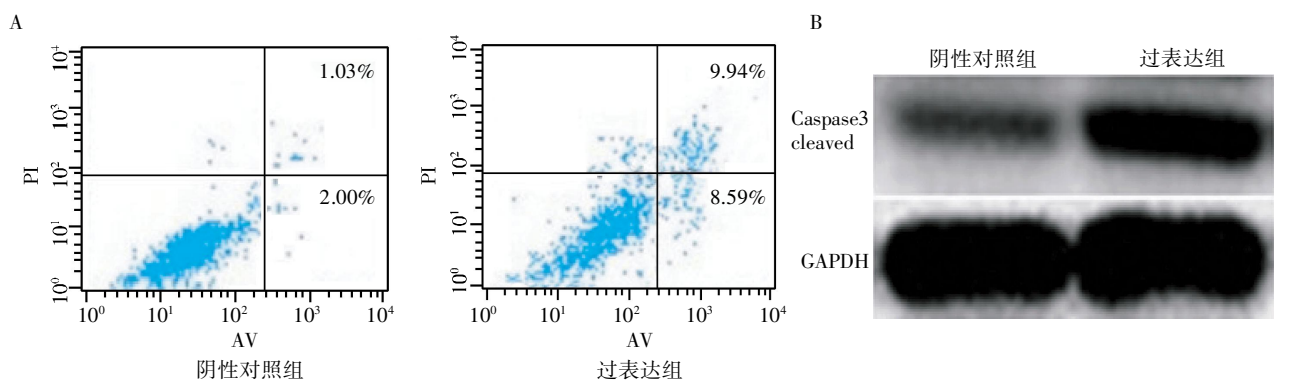 A
B
10⁴
10³
10²
10¹
10⁰
PI
1.03%
2.00%
10⁰ 10¹ 10² 10³ 10⁴
AV
阴性对照组
10⁴
10³
10²
10¹
10⁰
PI
9.94%
8.59%
10⁰ 10¹ 10² 10³ 10⁴
AV
过表达组
阴性对照组 过表达组
Caspase3
cleaved
GAPDH